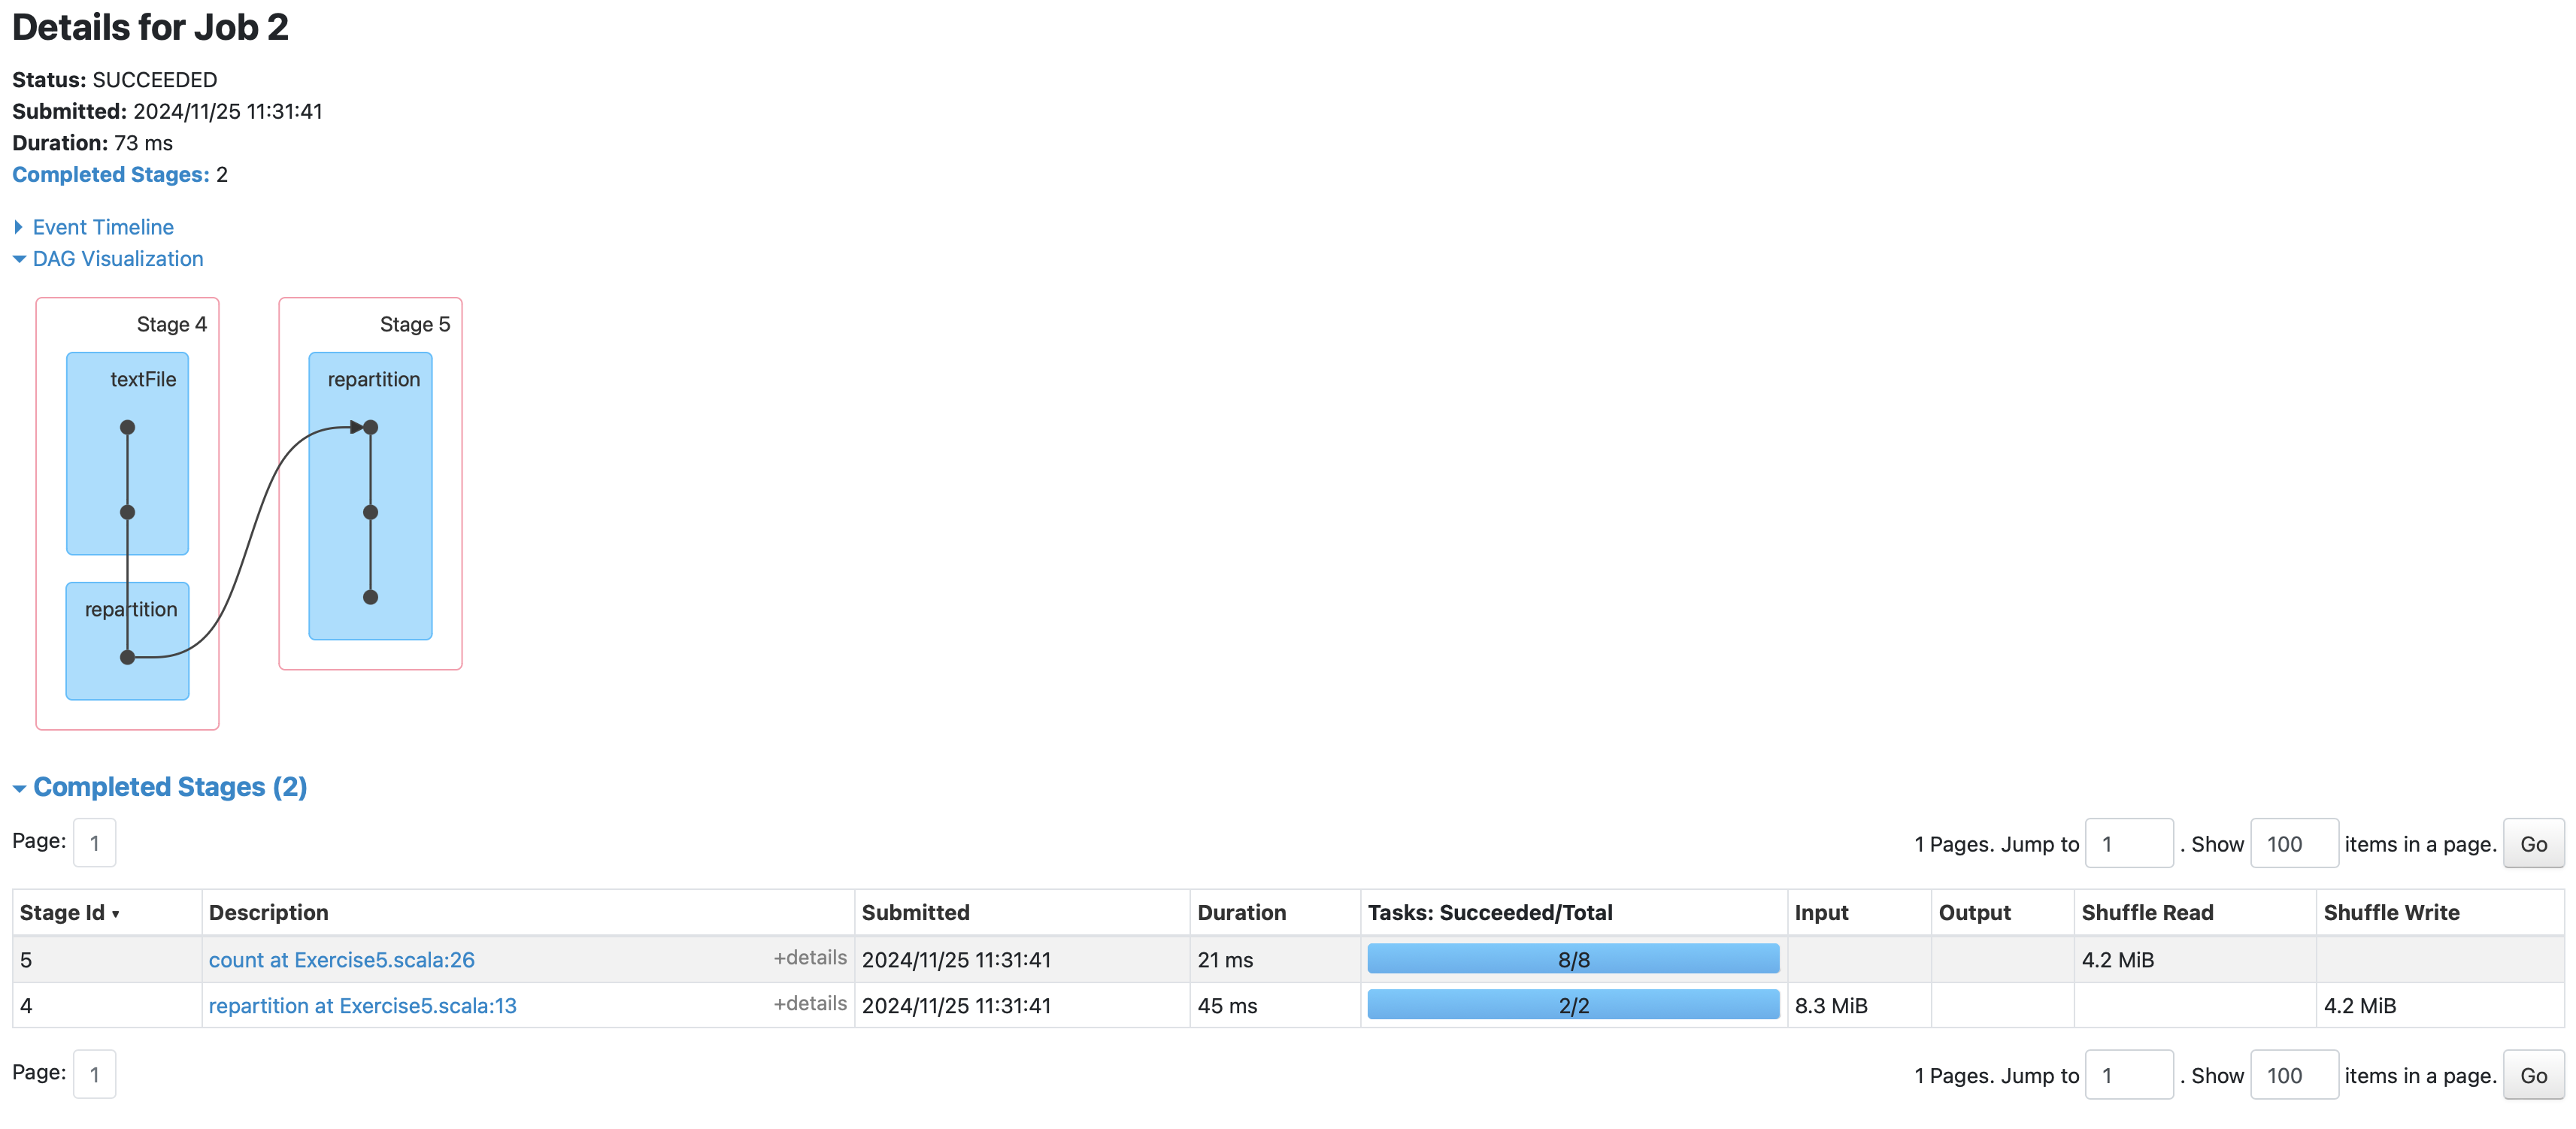 Details for Job 2
Status: SUCCEEDED
Submitted: 2024/11/25 11:31:41
Duration: 73 ms
Completed Stages: 2
Event Timeline
DAG Visualization
Stage 4
textFile
repartition
Stage 5
repartition
Completed Stages (2)
Page: 1
1 Pages. Jump to 1 . Show 100 items in a page. Go
Stage Id ▾ Description Submitted Duration Tasks: Succeeded/Total Input Output Shuffle Read Shuffle Write
5 count at Exercise5.scala:26 +details 2024/11/25 11:31:41 21 ms 8/8 4.2 MiB
4 repartition at Exercise5.scala:13 +details 2024/11/25 11:31:41 45 ms 2/2 8.3 MiB 4.2 MiB
Page: 1
1 Pages. Jump to 1 . Show 100 items in a page. Go